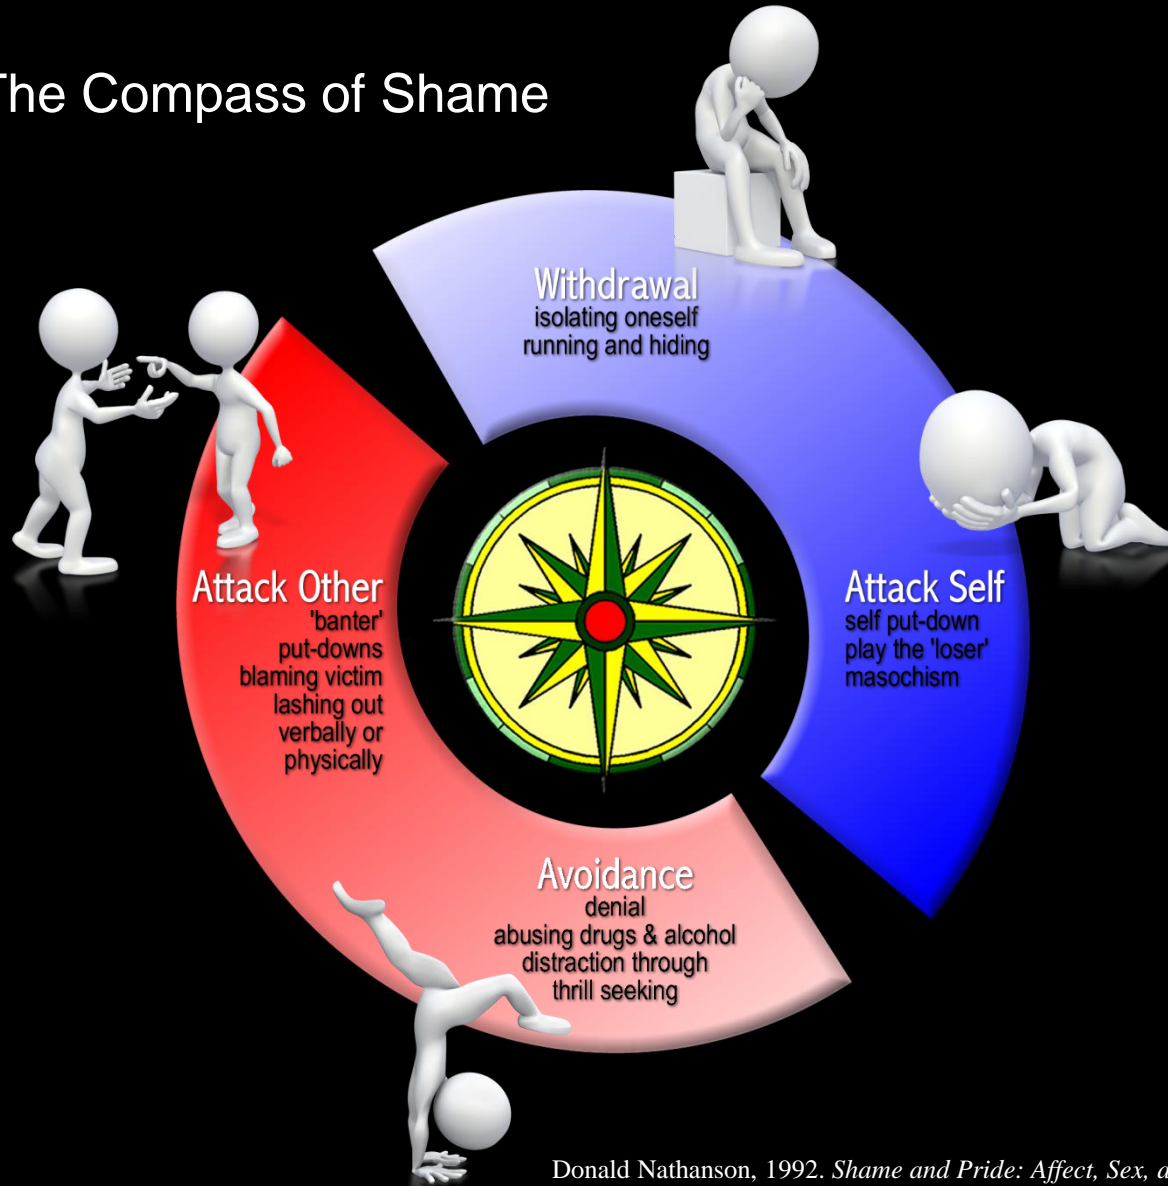 The Compass of Shame
Withdrawal
isolating oneself
running and hiding
Attack Other
'banter'
put-downs
blaming victim
lashing out
verbally or
physically
Attack Self
self put-down
play the 'loser'
masochism
Avoidance
denial
abusing drugs & alcohol
distraction through
thrill seeking
Donald Nathanson, 1992. Shame and Pride: Affect, Sex,